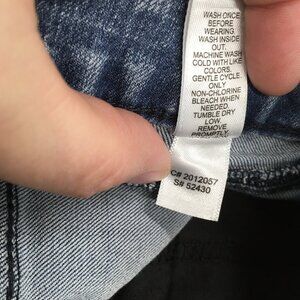 WASH ONCE
BEFORE
WEARING.
WASH INSIDE
OUT.
MACHINE WASH
COLD WITH LIKE
COLORS.
GENTLE CYCLE
ONLY
NON-CHLORINE
BLEACH WHEN
NEEDED.
TUMBLE DRY
LOW.
REMOVE
PROMPTLY.
C# 2012057
S# 52430